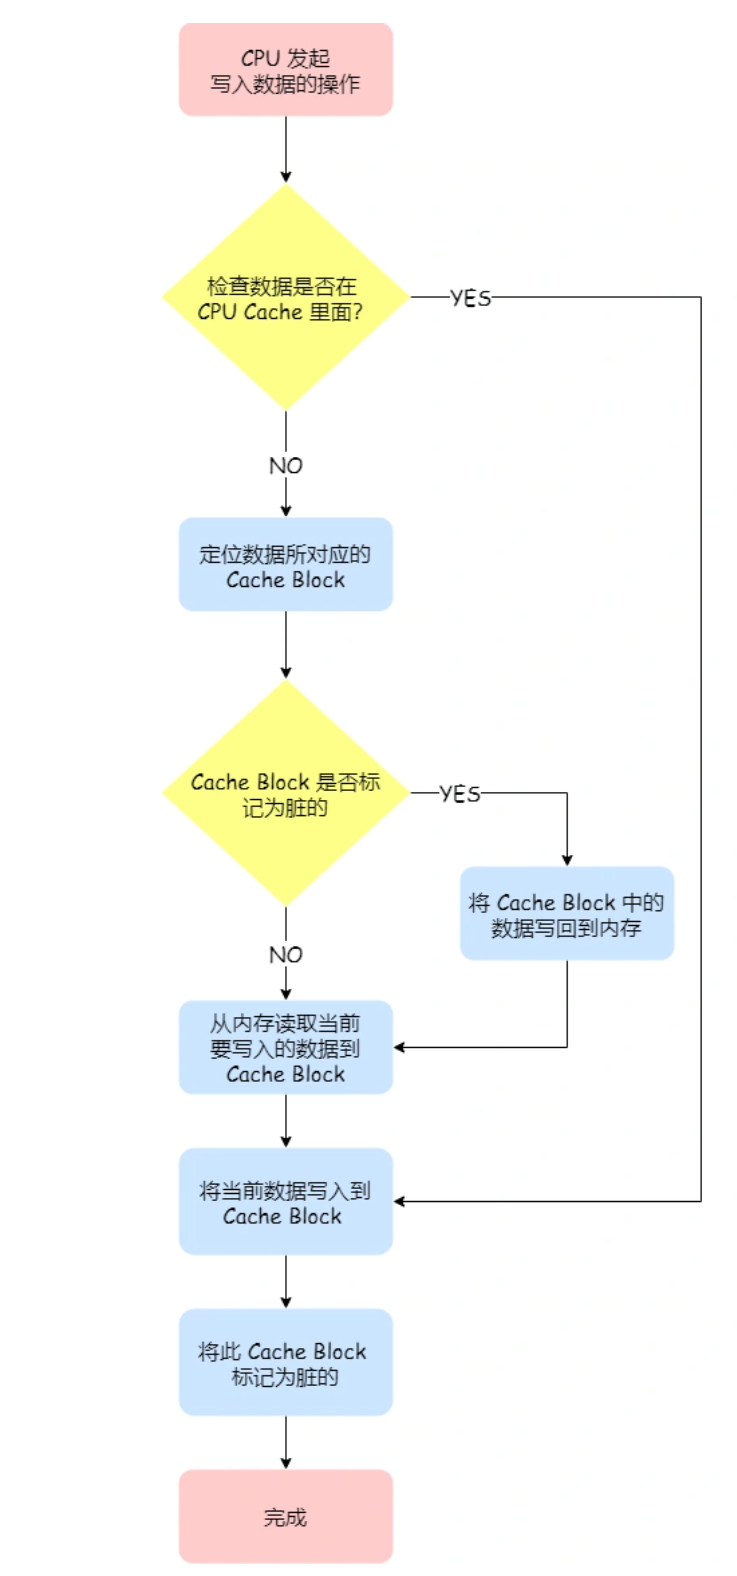 CPU 发起
写入数据的操作
检查数据是否在
CPU Cache 里面？
YES
NO
定位数据所对应的
Cache Block
Cache Block 是否标
记为脏的
YES
将 Cache Block 中的
数据写回到内存
NO
从内存读取当前
要写入的数据到
Cache Block
将当前数据写入到
Cache Block
将此 Cache Block
标记为脏的
完成